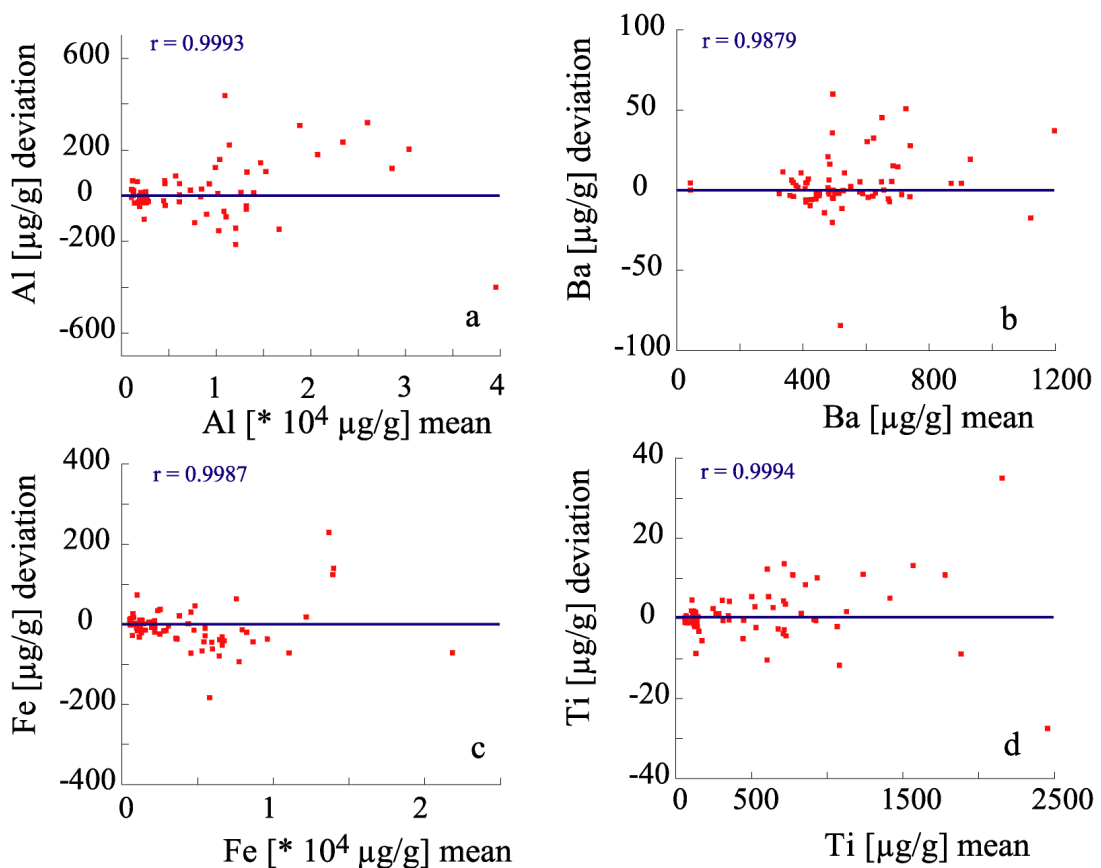 r = 0.9993
Al [µg/g] deviation
600
200
0
-200
-600
a
0 1 2 3 4
Al [* 10⁴ µg/g] mean
r = 0.9879
Ba [µg/g] deviation
100
50
0
-50
-100
b
0 400 800 1200
Ba [µg/g] mean
r = 0.9987
Fe [µg/g] deviation
400
200
0
-200
-400
c
0 1 2
Fe [* 10⁴ µg/g] mean
r = 0.9994
Ti [µg/g] deviation
40
20
0
-20
-40
d
0 500 1500 2500
Ti [µg/g] mean